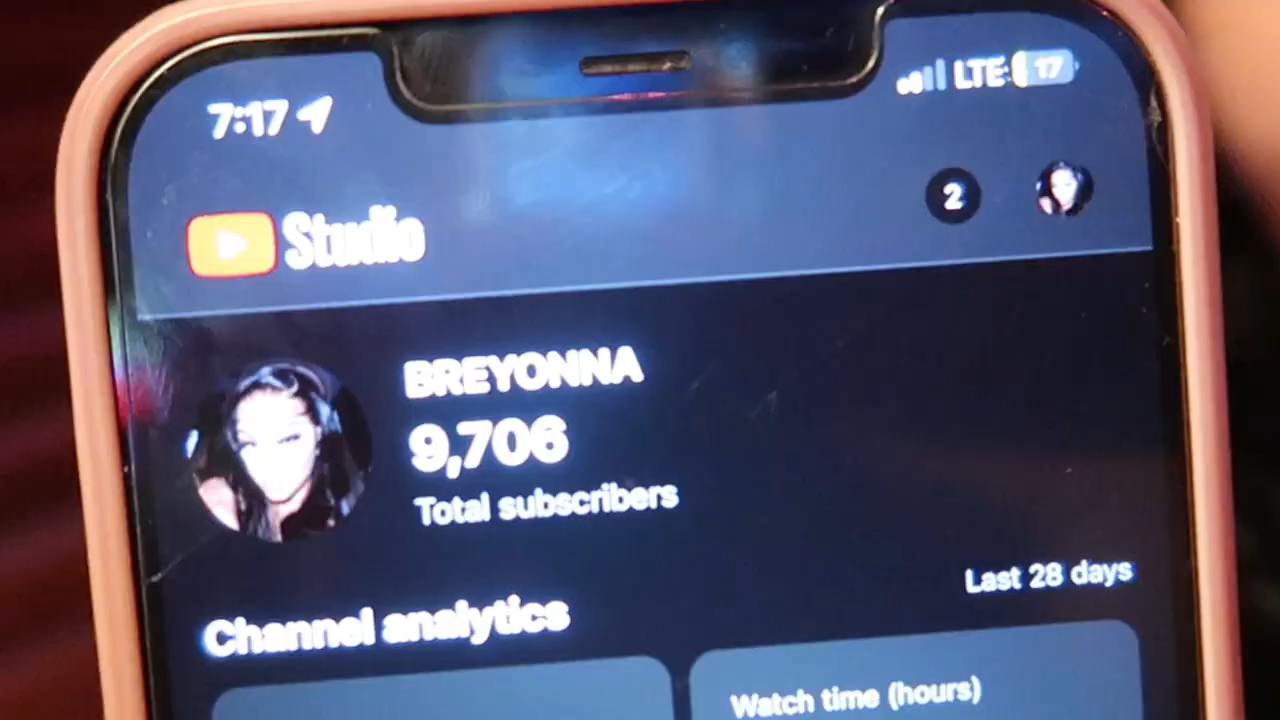 7:17 LTE 17
Studio 2
BREYONNA
9,706
Total subscribers
Last 28 days
Channel analytics
Watch time (hours)